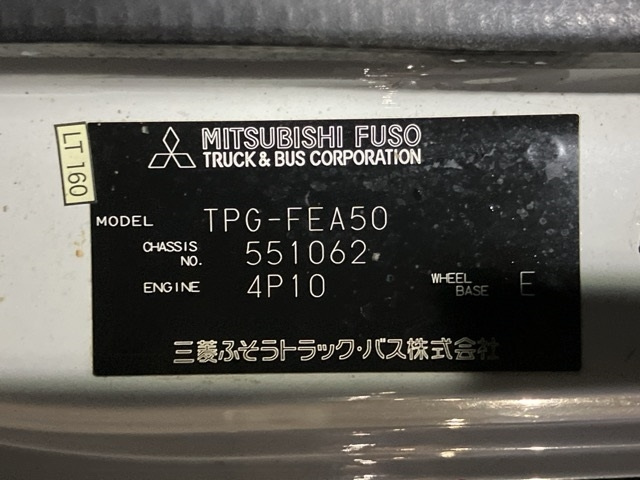 LT 160
MITSUBISHI FUSO
TRUCK & BUS CORPORATION
MODEL TPG-FEA50
CHASSIS NO. 551062
ENGINE 4P10 WHEEL BASE E
三菱ふそうトラック・バス株式会社